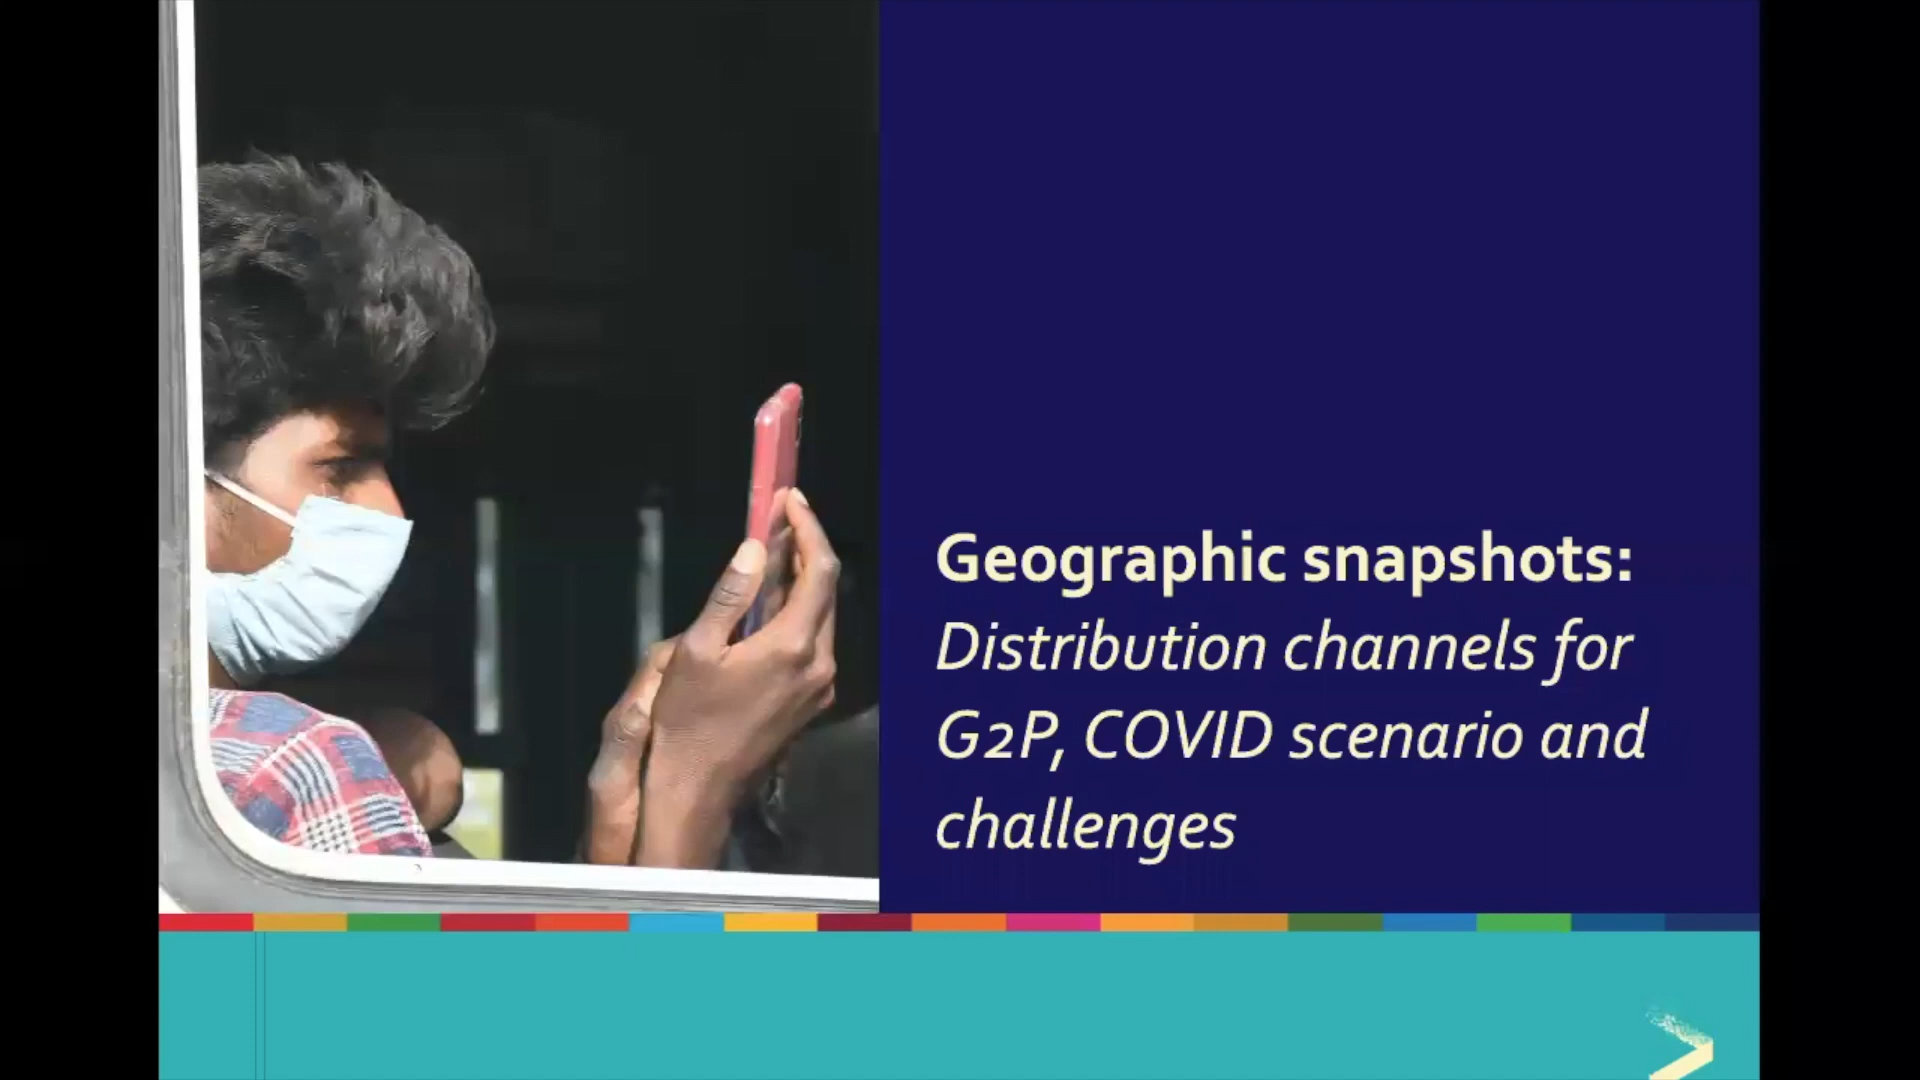 Geographic snapshots:
Distribution channels for
G2P, COVID scenario and
challenges